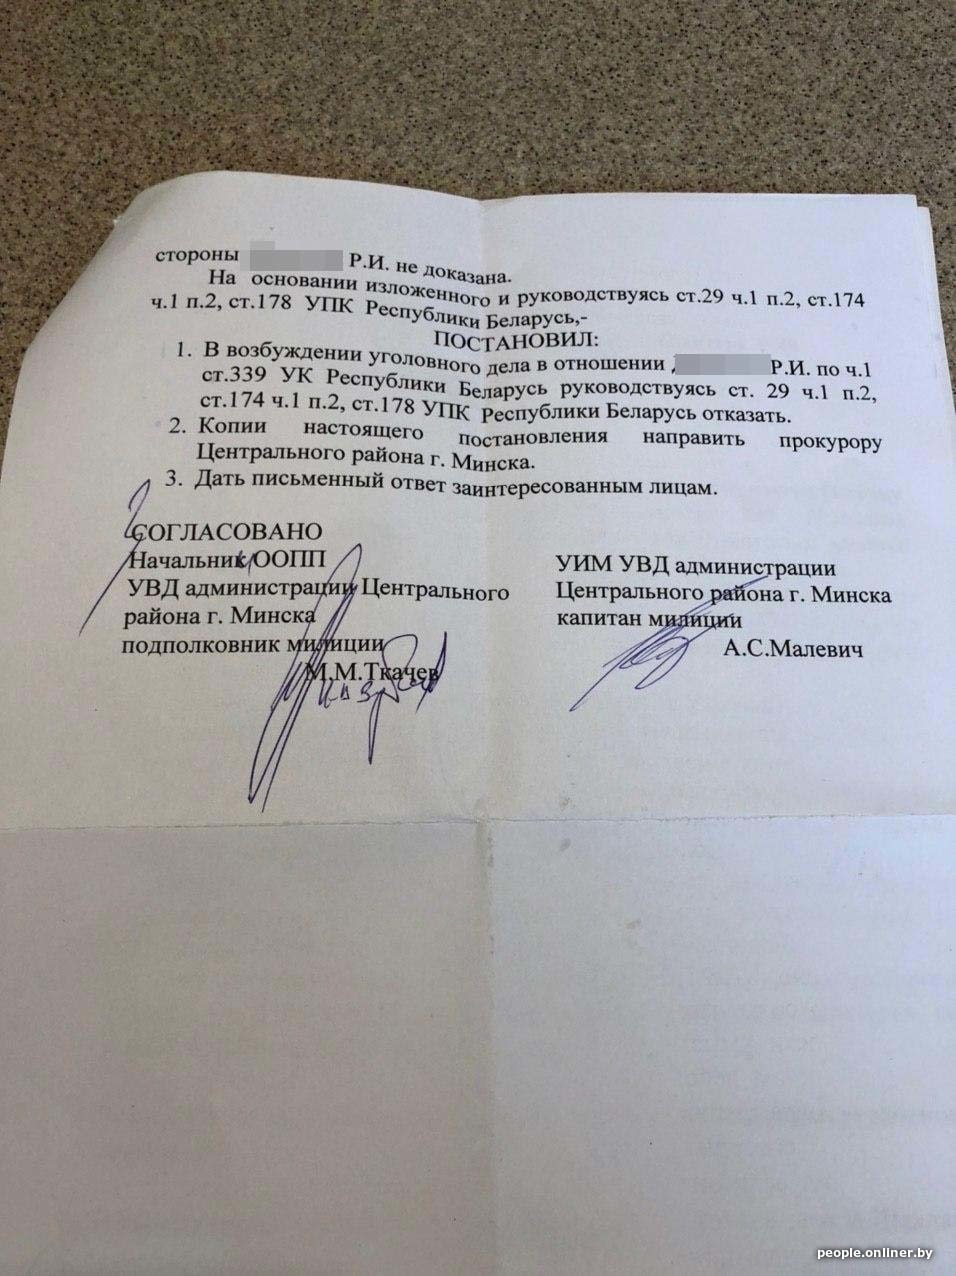 стороны Р.И. не доказана.
На основании изложенного и руководствуясь ст.29 ч.1 п.2, ст.174
ч.1 п.2, ст.178 УПК Республики Беларусь,-
ПОСТАНОВИЛ:
1. В возбуждении уголовного дела в отношении Р.И. по ч.1
ст.339 УК Республики Беларусь руководствуясь ст. 29 ч.1 п.2,
ст.174 ч.1 п.2, ст.178 УПК Республики Беларусь отказать.
2. Копии настоящего постановления направить прокурору
Центрального района г. Минска.
3. Дать письменный ответ заинтересованным лицам.
СОГЛАСОВАНО
Начальник ООПП
УВД администрации Центрального
района г. Минска
подполковник милиции
М.М.Ткачев
УИМ УВД администрации
Центрального района г. Минска
капитан милиции
А.С.Малевич
people.onliner.by